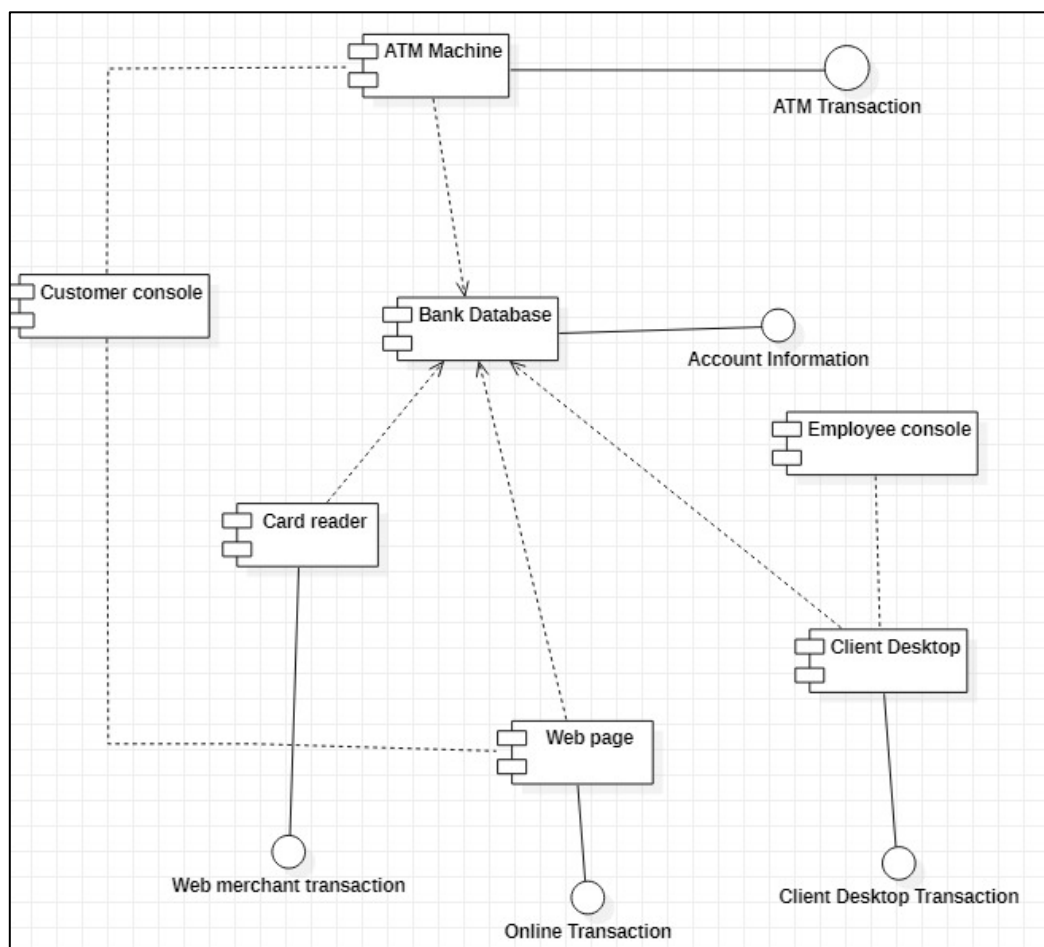 ATM Machine
ATM Transaction
Customer console
Bank Database
Account Information
Employee console
Card reader
Client Desktop
Web page
Web merchant transaction
Client Desktop Transaction
Online Transaction